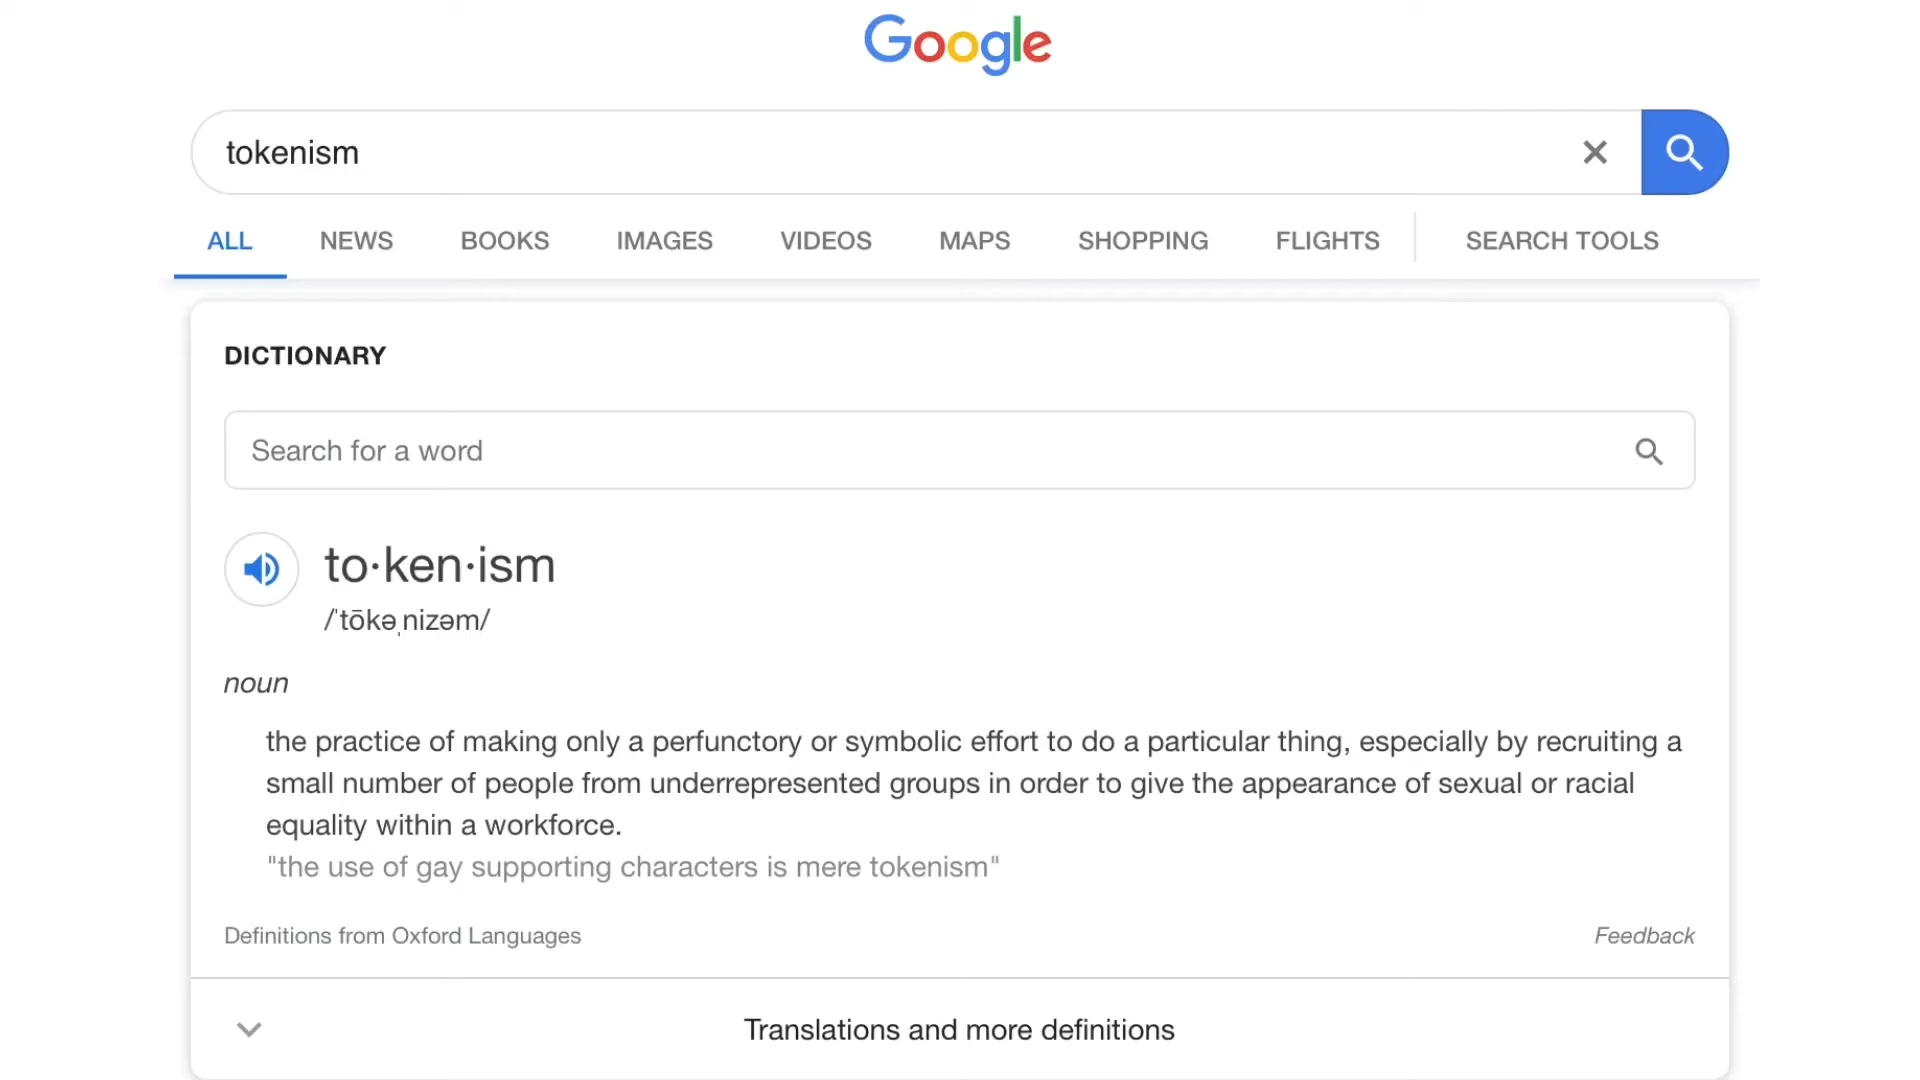 Google
tokenism
ALL NEWS BOOKS IMAGES VIDEOS MAPS SHOPPING FLIGHTS SEARCH TOOLS
DICTIONARY
Search for a word
to·ken·ism
/ˈtōkəˌnizəm/
noun
the practice of making only a perfunctory or symbolic effort to do a particular thing, especially by recruiting a
small number of people from underrepresented groups in order to give the appearance of sexual or racial
equality within a workforce.
"the use of gay supporting characters is mere tokenism"
Definitions from Oxford Languages Feedback
Translations and more definitions